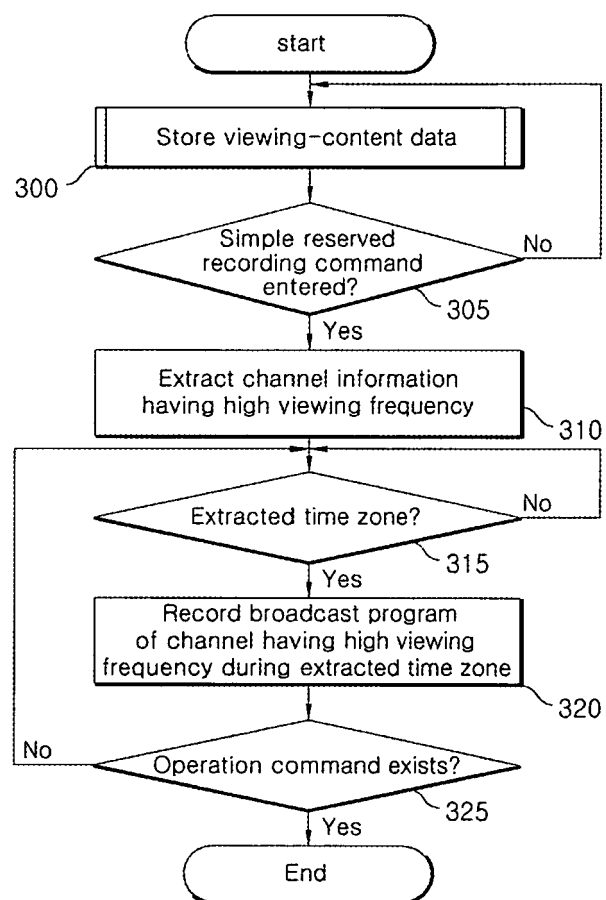 start
Store viewing-content data
300
Simple reserved
recording command
entered?
No
305
Yes
Extract channel information
having high viewing frequency
310
Extracted time zone?
No
315
Yes
Record broadcast program
of channel having high viewing
frequency during extracted time zone
320
No
Operation command exists?
325
Yes
End